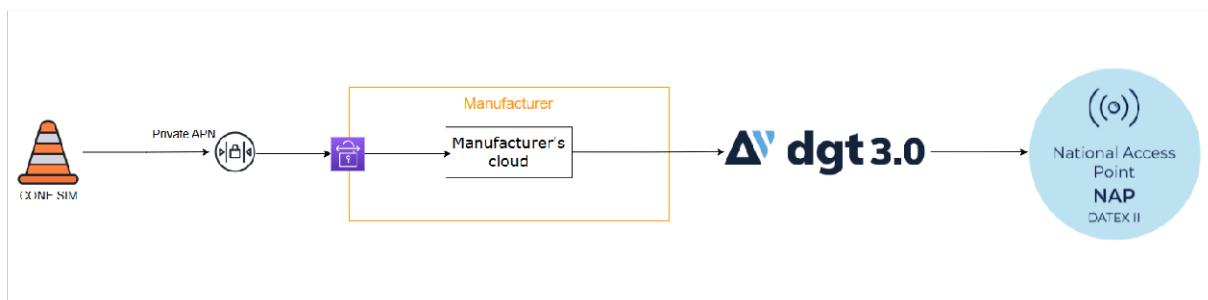 CONE SIM
Private APN
Manufacturer
Manufacturer's
cloud
dgt 3.0
National Access
Point
NAP
DATEX II